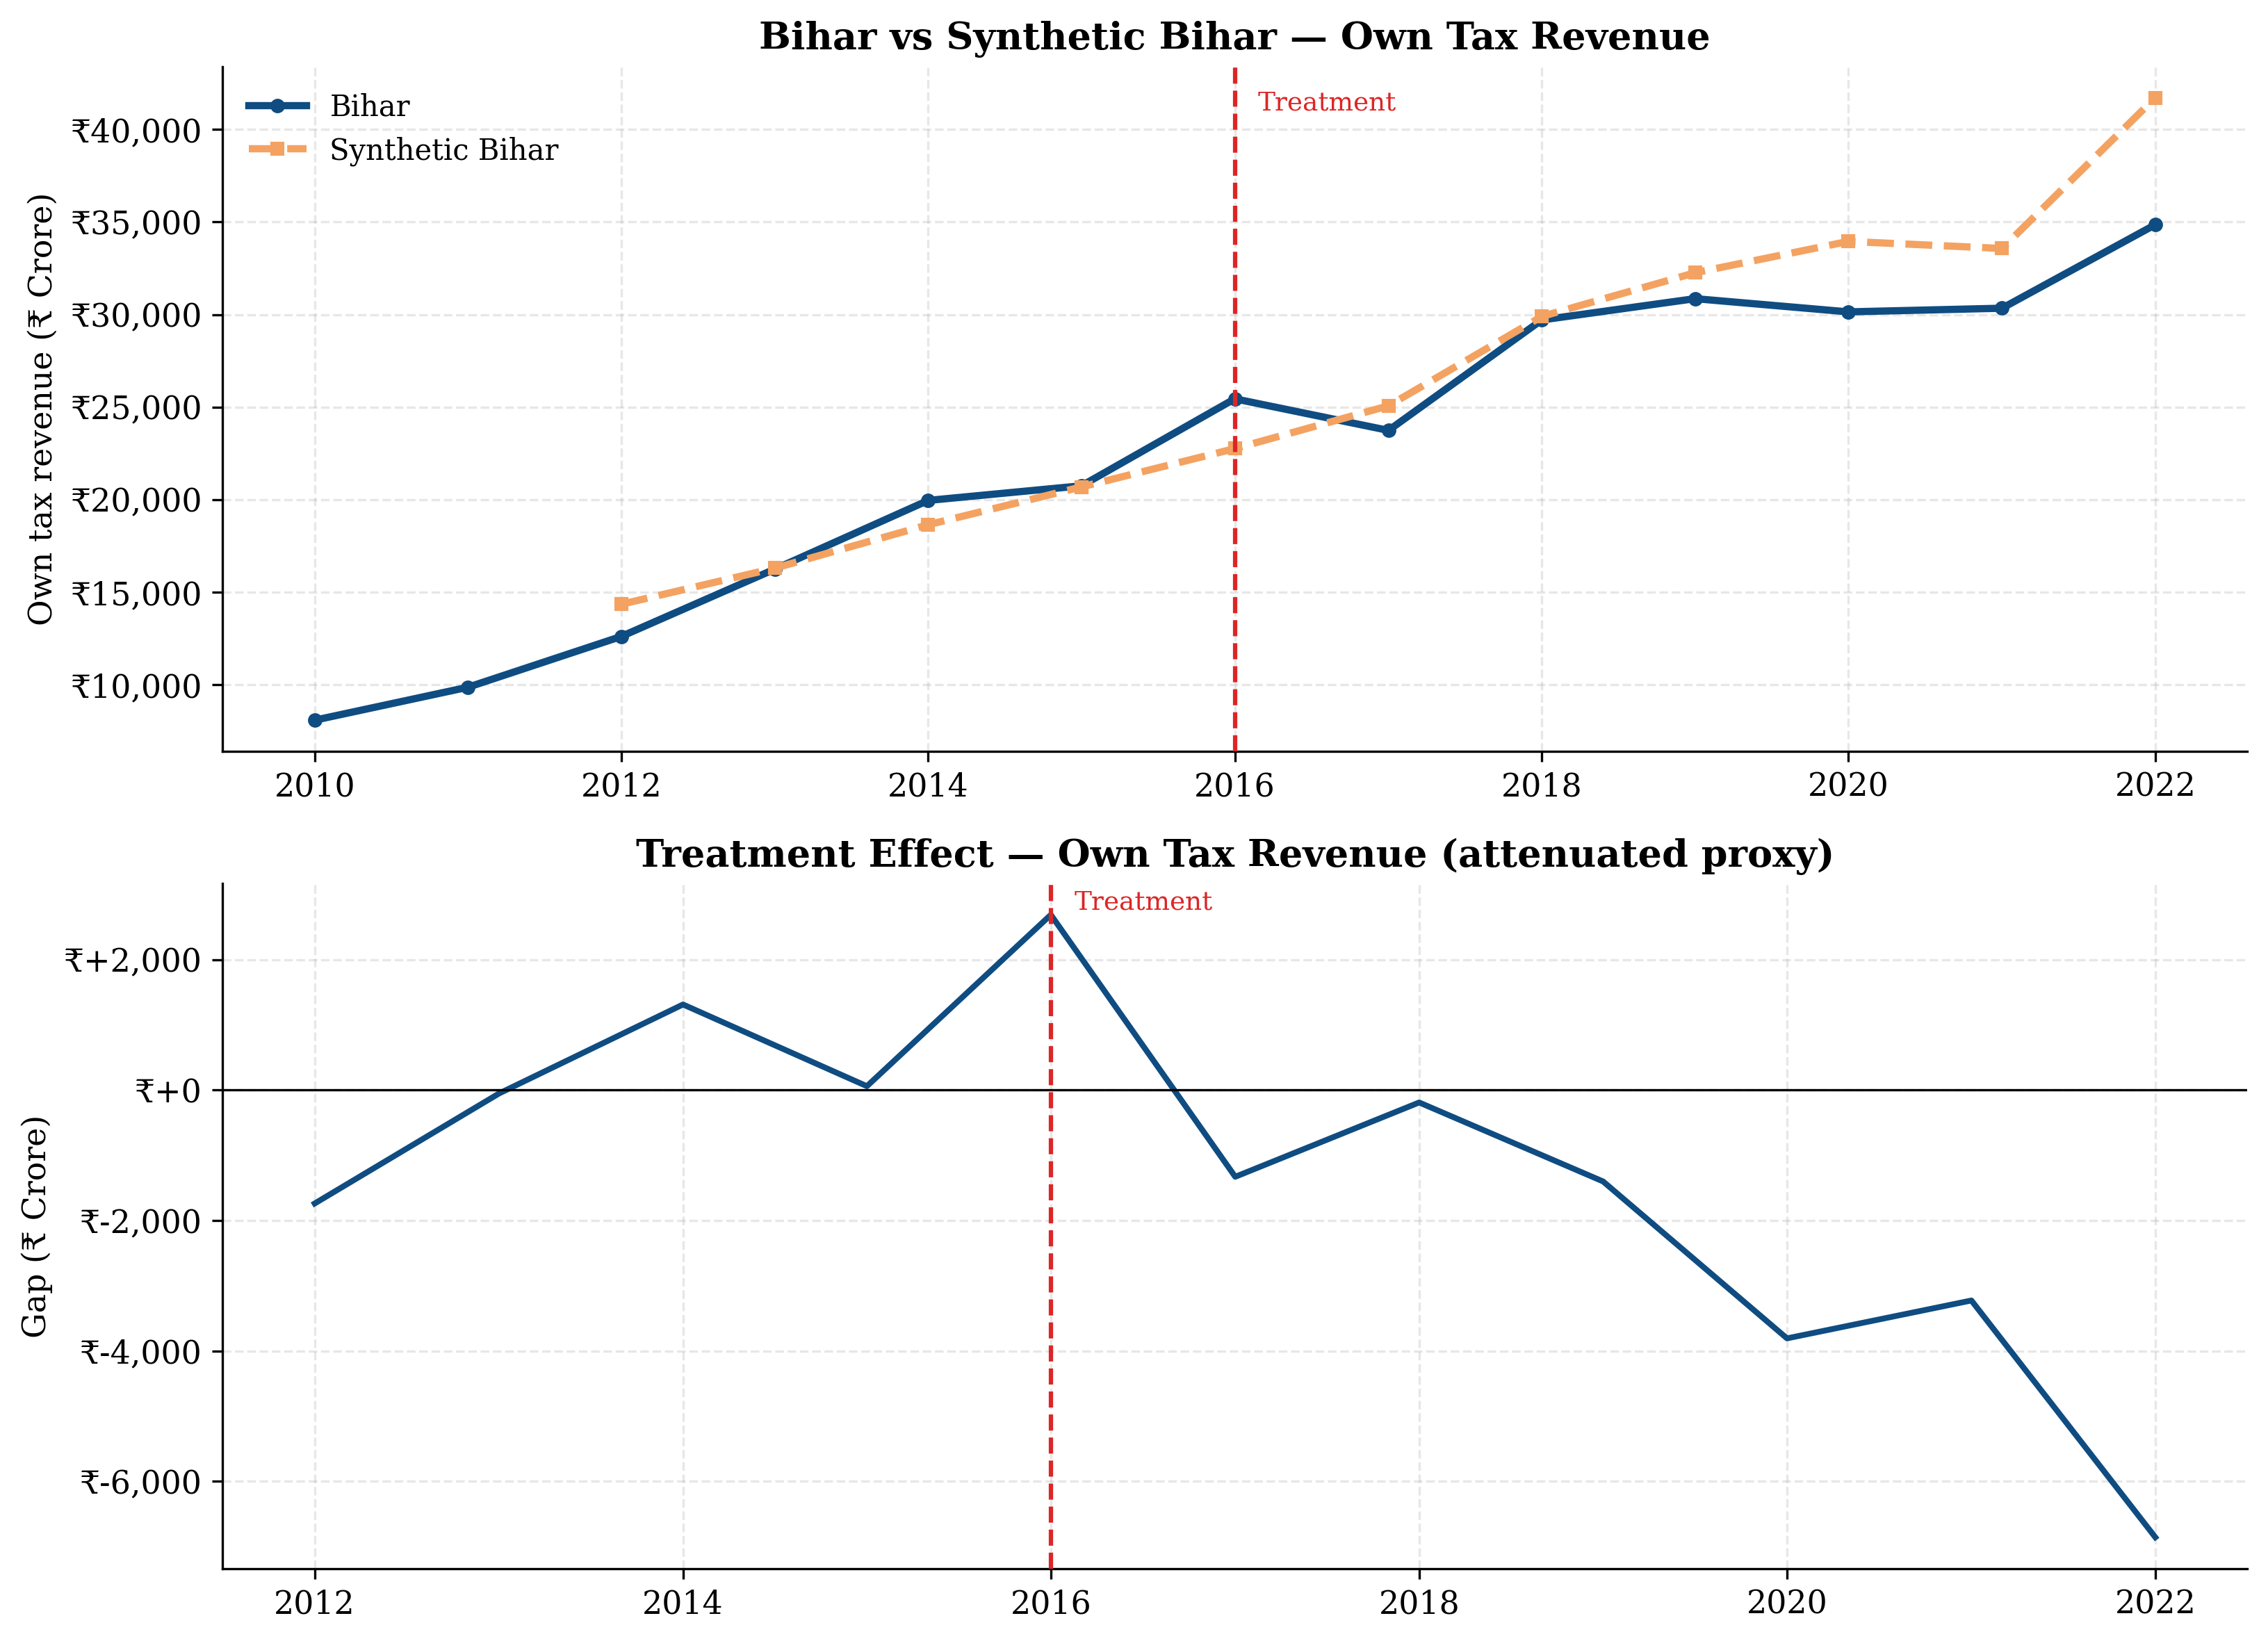 Bihar vs Synthetic Bihar — Own Tax Revenue
Bihar
Synthetic Bihar
Treatment
Own tax revenue (₹ Crore)
₹40,000
₹35,000
₹30,000
₹25,000
₹20,000
₹15,000
₹10,000
2010 2012 2014 2016 2018 2020 2022
Treatment Effect — Own Tax Revenue (attenuated proxy)
Treatment
Gap (₹ Crore)
₹+2,000
₹+0
₹-2,000
₹-4,000
₹-6,000
2012 2014 2016 2018 2020 2022